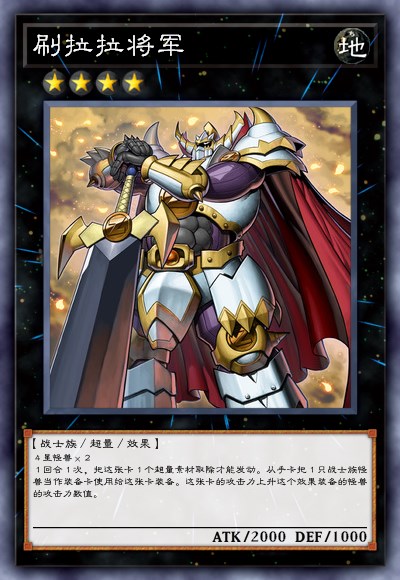 刷拉拉将军
地
【战士族／超量／效果】
４星怪兽×２
１回合１次，把这张卡１个超量素材取除才能发动。从手卡把１只战士族怪
兽当作装备卡使用给这张卡装备。这张卡的攻击力上升这个效果装备的怪兽
的攻击力数值。
ATK/2000 DEF/1000